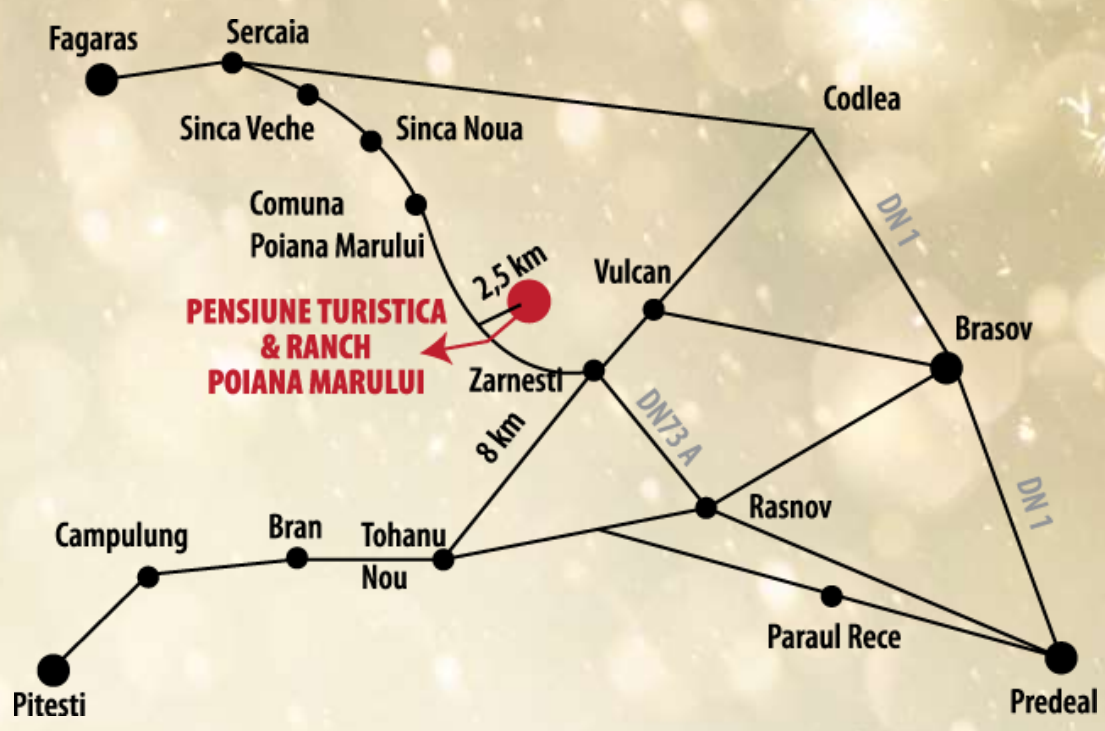 Sercaia
Fagaras
Codlea
Sinca Veche
Sinca Noua
Comuna
Poiana Marului
DN 1
2,5 km
Vulcan
PENSIUNE TURISTICA
& RANCH
POIANA MARULUI
Brasov
Zarnesti
DN73 A
8 km
Rasnov
DN 1
Campulung
Bran
Tohanu
Nou
Paraul Rece
Pitesti
Predeal